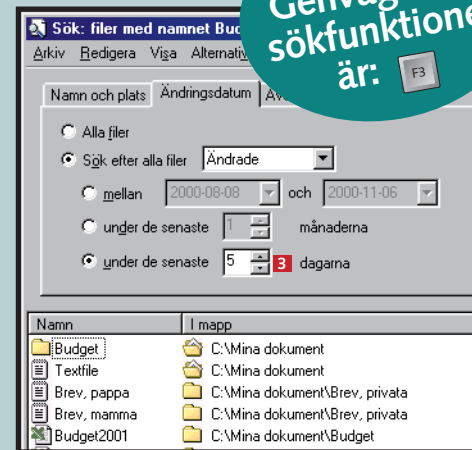 Sök: filer med namnet
Genväg
sökfunktione
är: F3
Arkiv Redigera Visa
Namn och plats Ändringsdatum
Alla filer
Sök efter alla filer Ändrade
mellan 2000-08-08 och 2000-11-06
under de senaste 1 månaderna
under de senaste 5 3 dagarna
Namn I mapp
Budget C:\Mina dokument
Textfile C:\Mina dokument
Brev, pappa C:\Mina dokument\Brev, privata
Brev, mamma C:\Mina dokument\Brev, privata
Budget2001 C:\Mina dokument\Budget